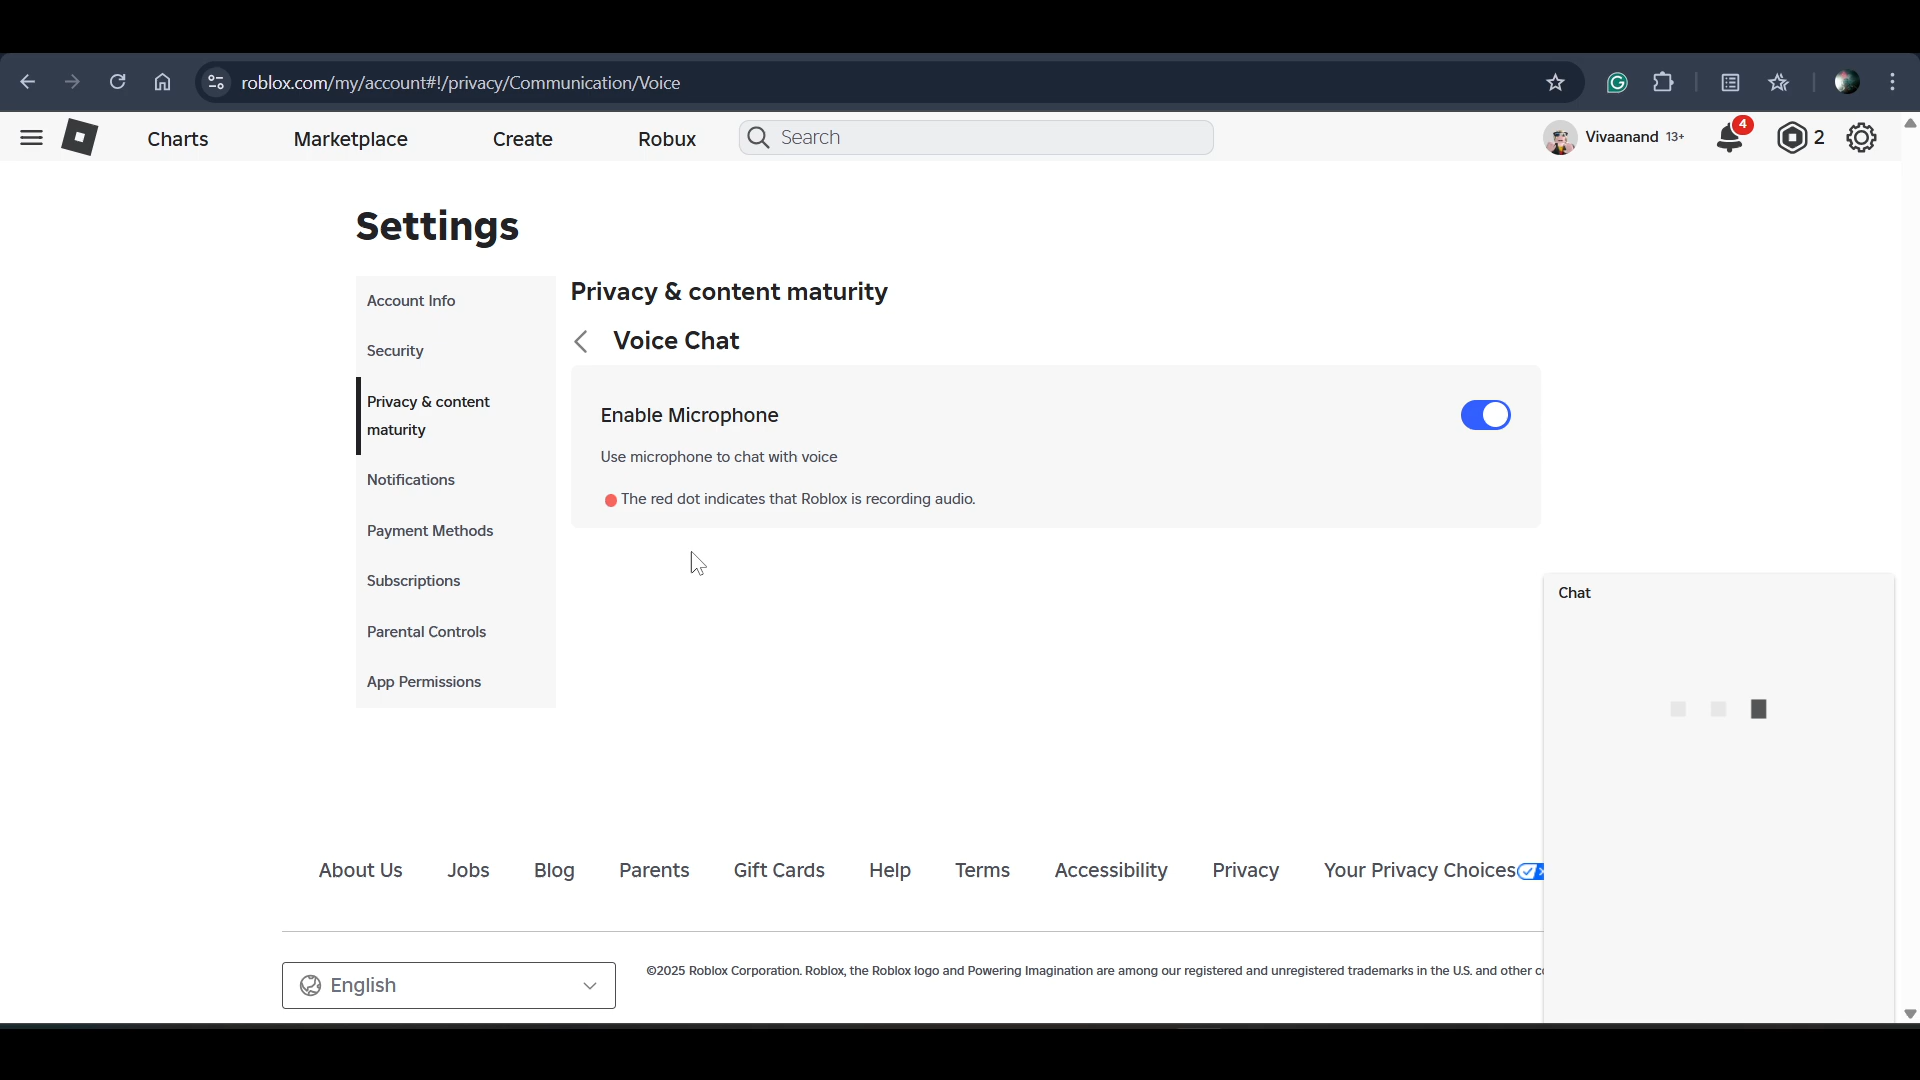 roblox.com/my/account#!/privacy/Communication/Voice
Charts Marketplace Create Robux Search Vivaanand 13+ 4 2
Settings
Privacy & content maturity
Account Info
Security
Privacy & content
maturity
Notifications
Payment Methods
Subscriptions
Parental Controls
App Permissions
Voice Chat
Enable Microphone
Use microphone to chat with voice
The red dot indicates that Roblox is recording audio.
Chat
About Us Jobs Blog Parents Gift Cards Help Terms Accessibility Privacy Your Privacy Choices
English
©2025 Roblox Corporation. Roblox, the Roblox logo and Powering Imagination are among our registered and unregistered trademarks in the U.S. and other